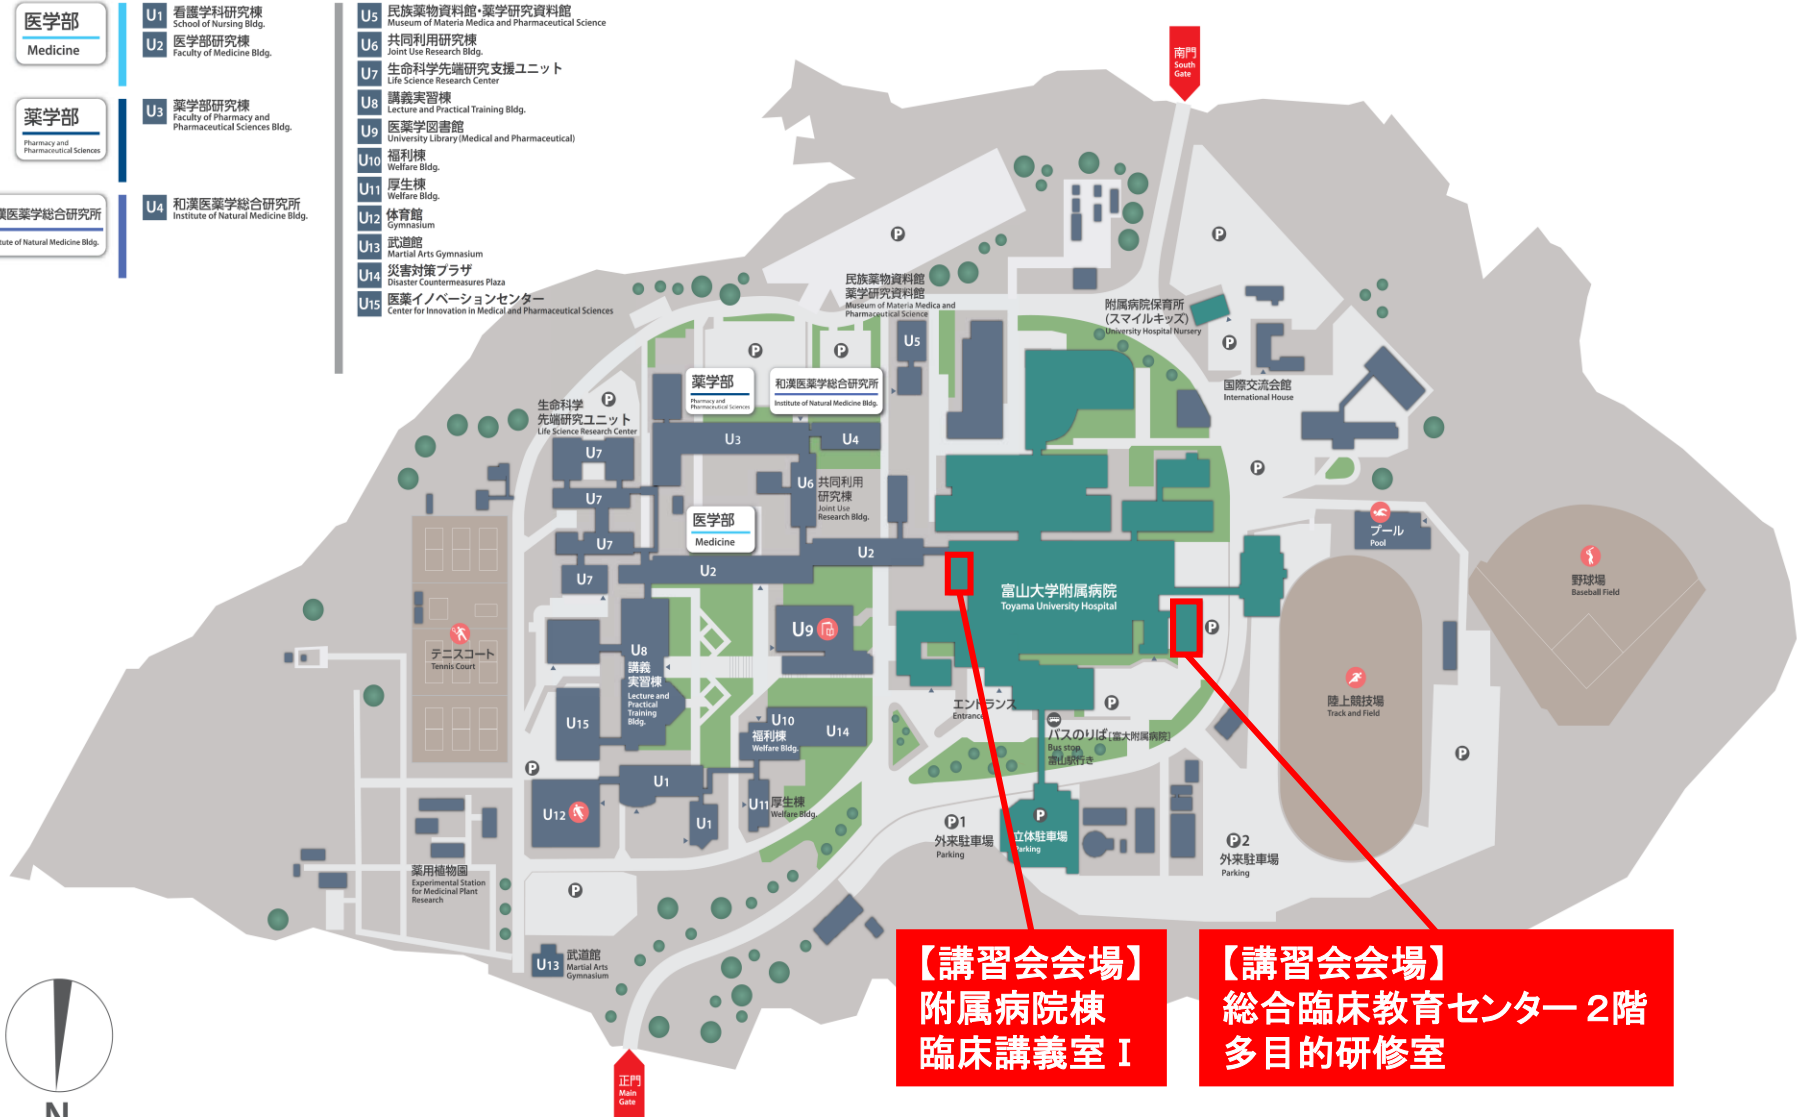 医学部
Medicine
U1 看護学科研究棟
School of Nursing Bldg.
U2 医学部研究棟
Faculty of Medicine Bldg.
薬学部
Pharmacy and
Pharmaceutical Sciences
U3 薬学部研究棟
Faculty of Pharmacy and
Pharmaceutical Sciences Bldg.
漢医薬学総合研究所
tute of Natural Medicine Bldg.
U4 和漢医薬学総合研究所
Institute of Natural Medicine Bldg.
U5 民族薬物資料館・薬学研究資料館
Museum of Materia Medica and Pharmaceutical Science
U6 共同利用研究棟
Joint Use Research Bldg.
U7 生命科学先端研究支援ユニット
Life Science Research Center
U8 講義実習棟
Lecture and Practical Training Bldg.
U9 医薬学図書館
University Library(Medical and Pharmaceutical)
U10 福利棟
Welfare Bldg.
U11 厚生棟
Welfare Bldg.
U12 体育館
Gymnasium
U13 武道館
Martial Arts Gymnasium
U14 災害対策プラザ
Disaster Countermeasures Plaza
U15 医薬イノベーションセンター
Center for Innovation in Medical and Pharmaceutical Sciences
南門
South
Gate
P
P
民族薬物資料館
薬学研究資料館
Museum of Materia Medica and
Pharmaceutical Science
附属病院保育所
(スマイルキッズ)
University Hospital Nursery
P
P
U5
P
国際交流会館
International House
薬学部
Pharmacy and
Pharmaceutical Sciences
和漢医薬学総合研究所
Institute of Natural Medicine Bldg.
生命科学
先端研究ユニット
Life Science Research Center
P
U3
U4
U7
P
U6
共同利用
研究棟
Joint Use
Research Bldg.
U7
医学部
Medicine
プール
Pool
U7
U2
U2
U7
富山大学附属病院
Toyama University Hospital
野球場
Baseball Field
U9
P
テニスコート
Tennis Court
U8
講義
実習棟
Lecture and
Practical
Training
Bldg.
陸上競技場
Track and Field
エントランス
Entrance
P
U15
U10
福利棟
Welfare Bldg.
U14
バスのりば[富大附属病院]
Bus stop
富山駅行き
P
P
U1
U12
U11
厚生棟
Welfare Bldg.
U1
P1
外来駐車場
Parking
P
立体駐車場
Parking
P2
外来駐車場
Parking
薬用植物園
Experimental Station
for Medicinal Plant
Research
P
U13
武道館
Martial Arts
Gymnasium
【講習会会場】
附属病院棟
臨床講義室Ⅰ
【講習会会場】
総合臨床教育センター２階
多目的研修室
正門
Main
Gate
N